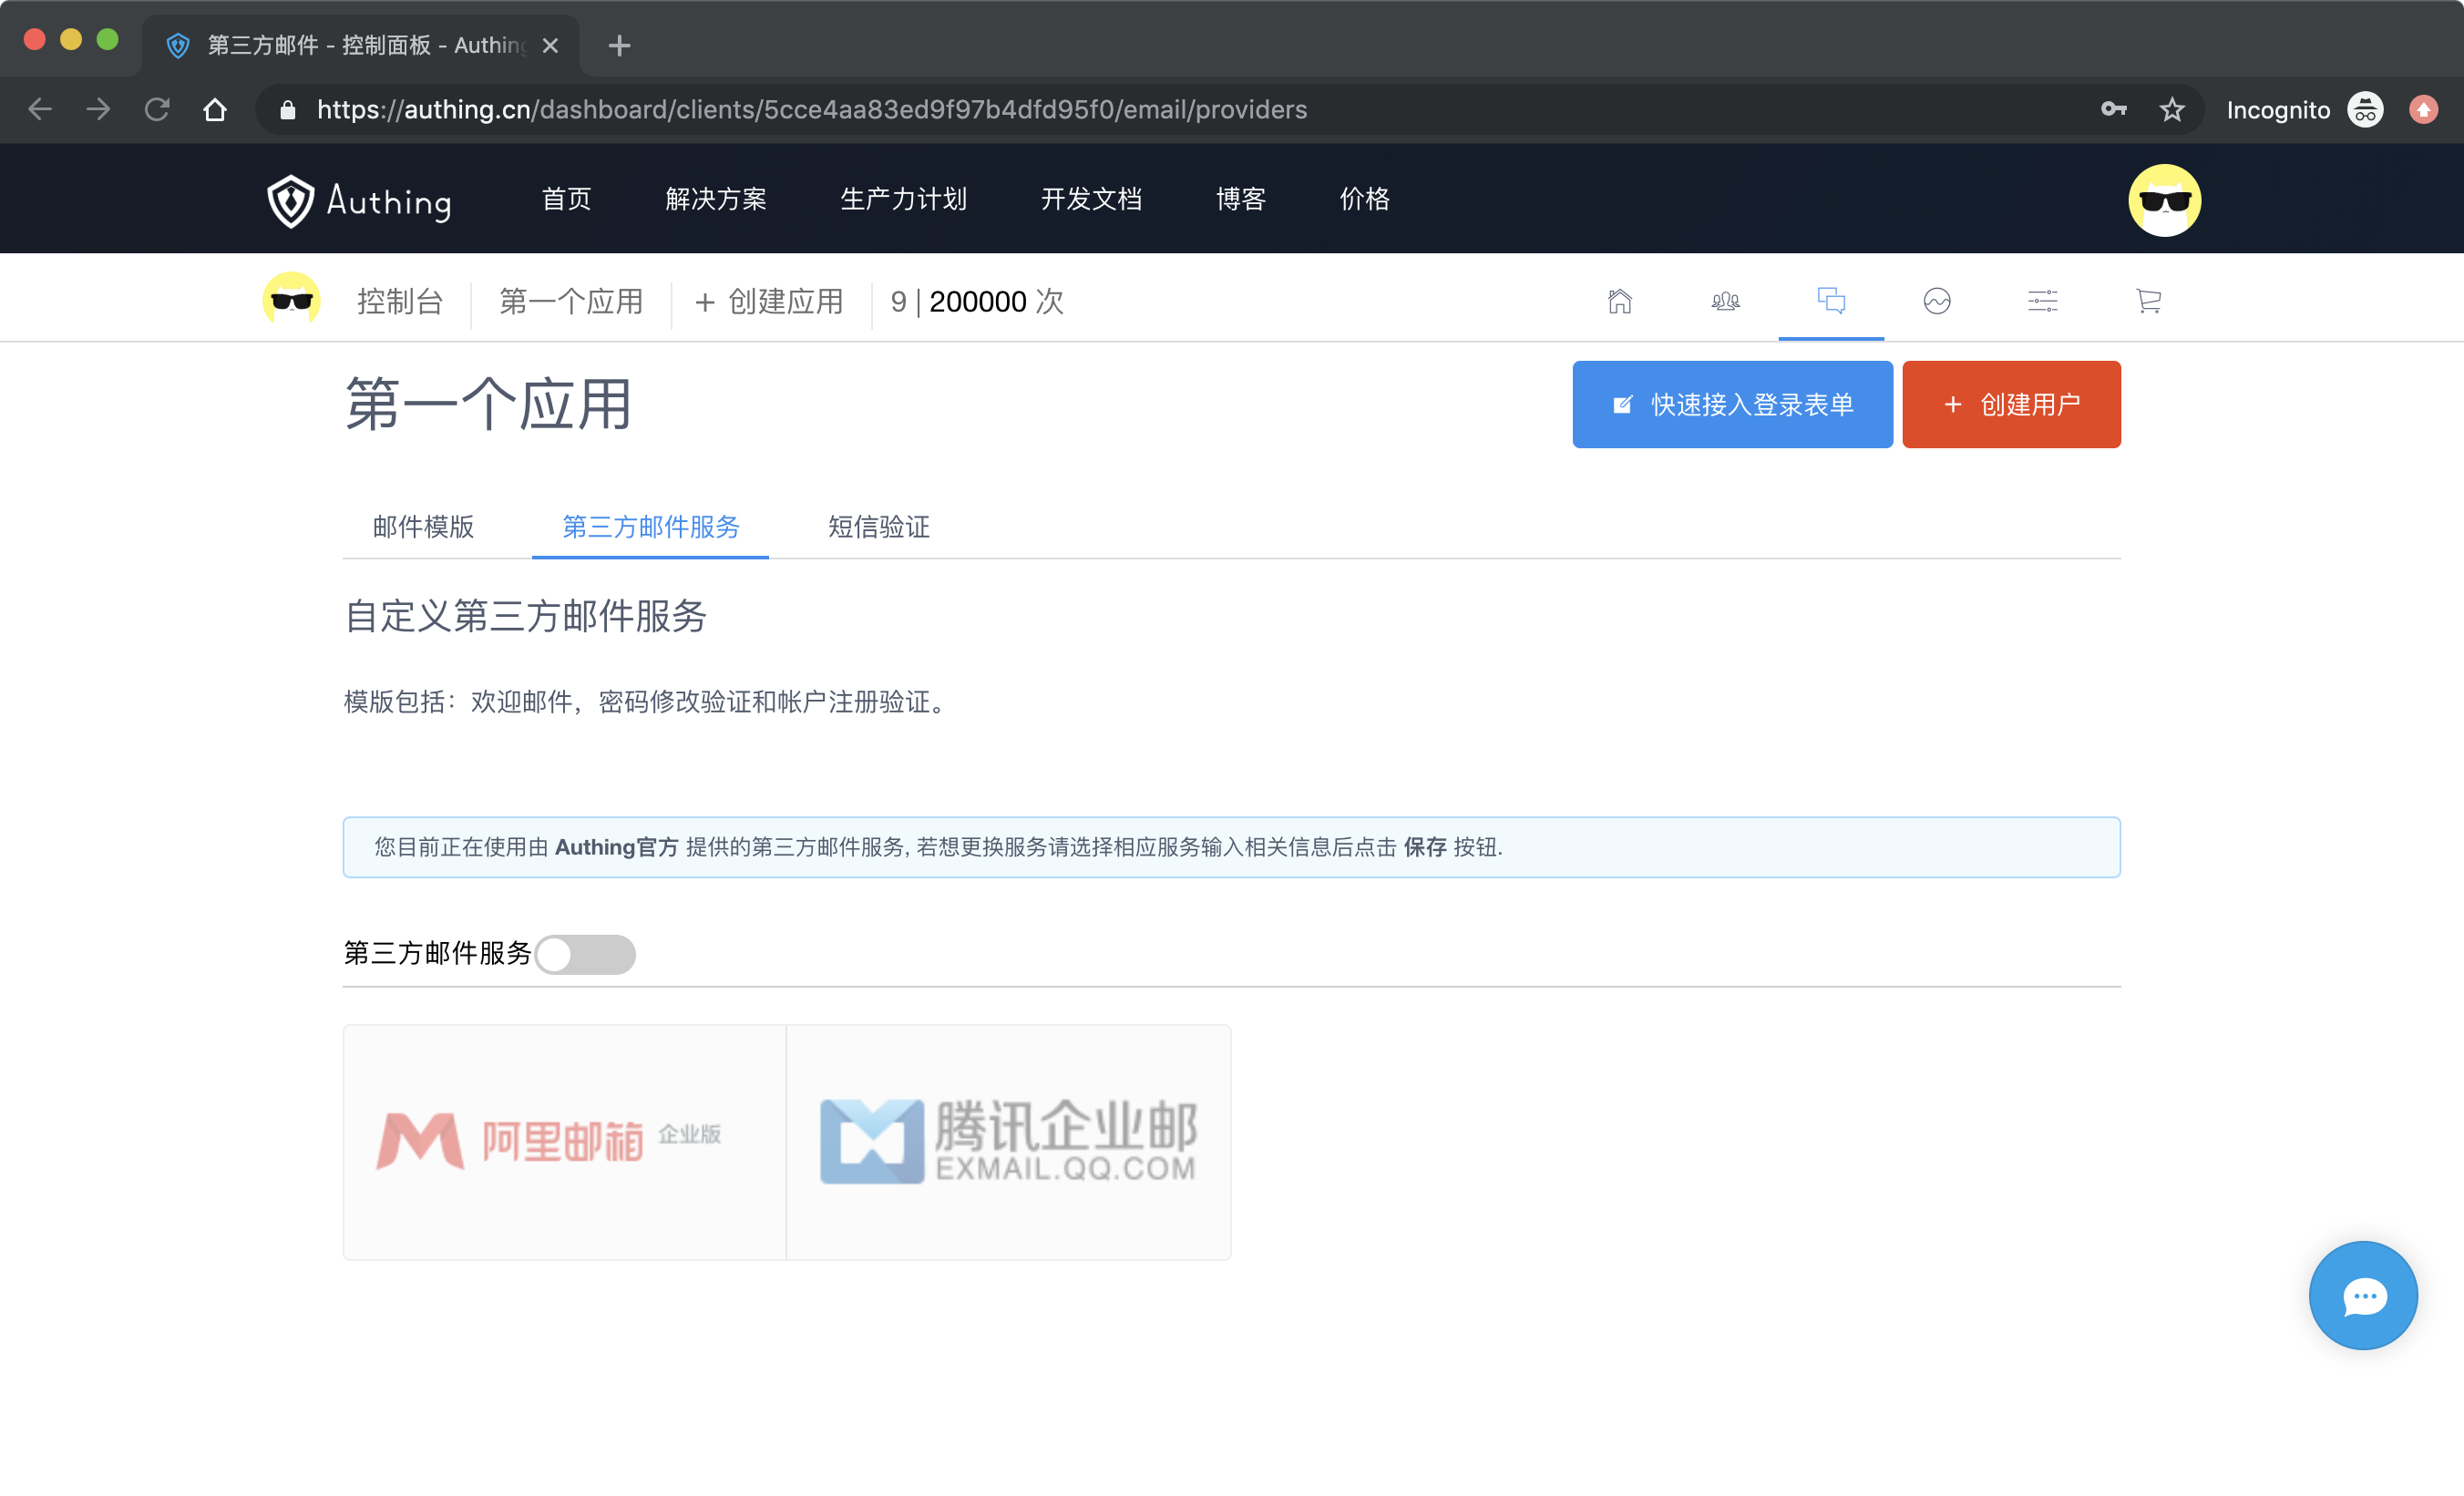 第三方邮件 - 控制面板 - Authing
https://authing.cn/dashboard/clients/5cce4aa83ed9f97b4dfd95f0/email/providers
Incognito
Authing
首页
解决方案
生产力计划
开发文档
博客
价格
控制台
第一个应用
+ 创建应用
9 | 200000 次
第一个应用
快速接入登录表单
+ 创建用户
邮件模版
第三方邮件服务
短信验证
自定义第三方邮件服务
模版包括：欢迎邮件，密码修改验证和帐户注册验证。
您目前正在使用由 Authing官方 提供的第三方邮件服务, 若想更换服务请选择相应服务输入相关信息后点击 保存 按钮.
第三方邮件服务
阿里邮箱 企业版
腾讯企业邮
EXMAIL.QQ.COM